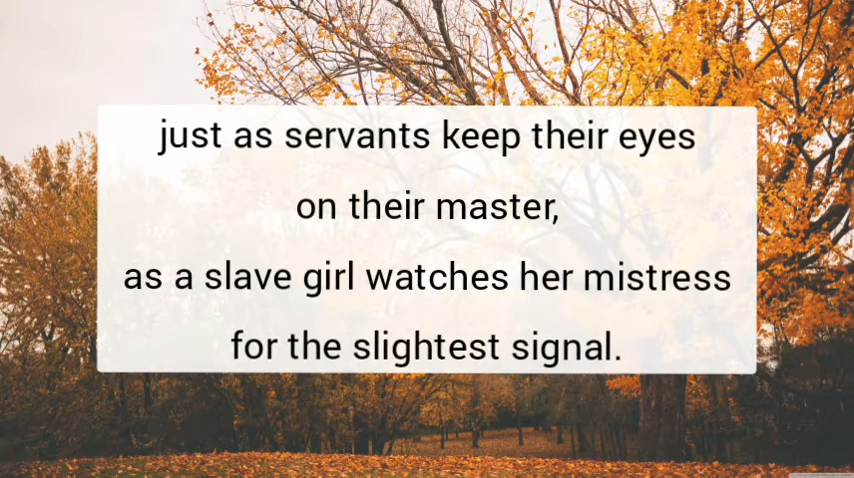 just as servants keep their eyes
on their master,
as a slave girl watches her mistress
for the slightest signal.